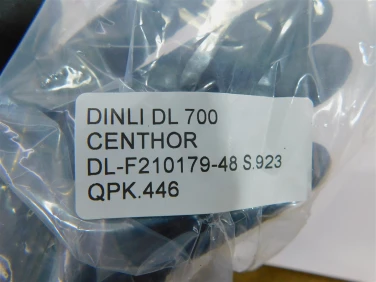 DINLI DL 700
CENTHOR
DL-F210179-48 S.923
QPK.446